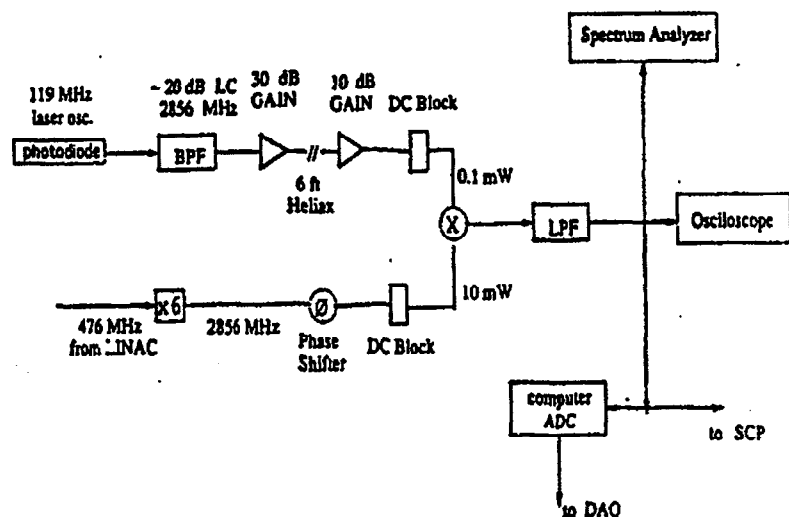 Spectrum Analyzer
119 MHz
laser osc.
photodiode
~ 20 dB I.C
2856 MHz
BPF
30 dB
GAIN
10 dB
GAIN
DC Block
6 ft
Heliax
0.1 mW
X
LPF
Osciloscope
10 mW
476 MHz
from LINAC
x6
2856 MHz
Ø
Phase
Shifter
DC Block
computer
ADC
to SCP
to DAQ